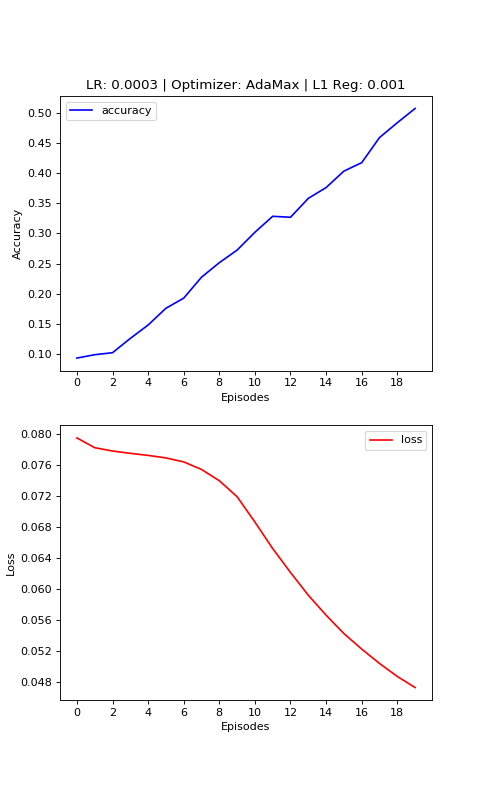 LR: 0.0003 | Optimizer: AdaMax | L1 Reg: 0.001
accuracy
0.50
0.45
0.40
0.35
0.30
0.25
0.20
0.15
0.10
Accuracy
0 2 4 6 8 10 12 14 16 18
Episodes
loss
0.080
0.076
0.072
0.068
0.064
0.060
0.056
0.052
0.048
Loss
0 2 4 6 8 10 12 14 16 18
Episodes